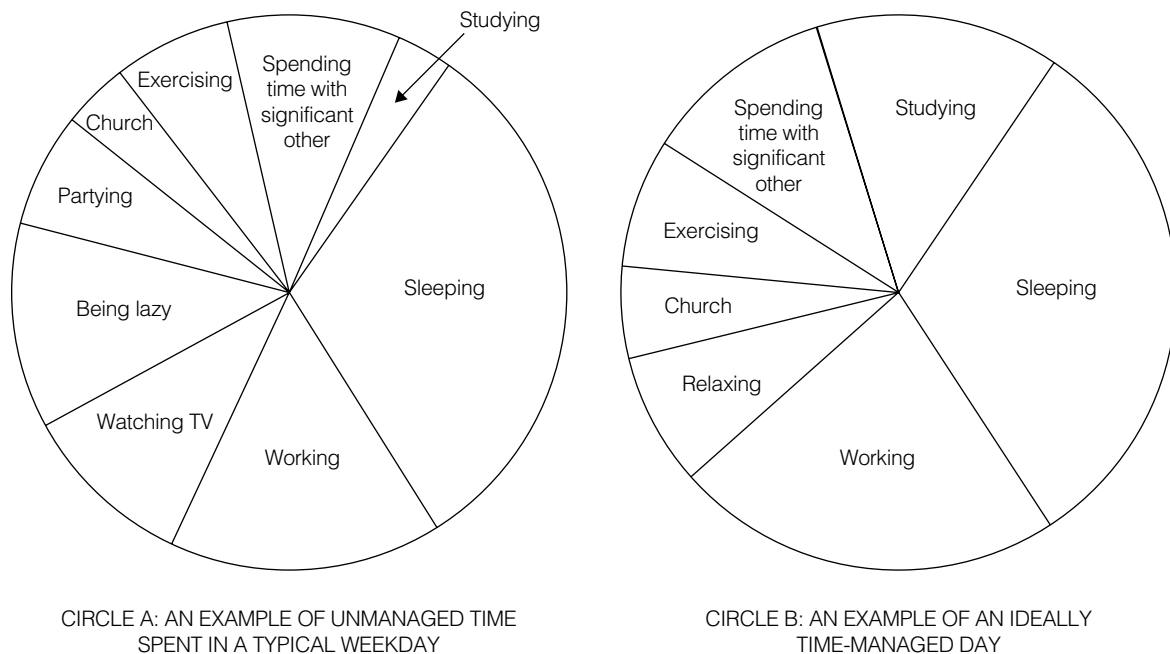 Studying
Exercising
Spending
time with
significant
other
Church
Partying
Being lazy
Watching TV
Working
Sleeping
CIRCLE A: AN EXAMPLE OF UNMANAGED TIME
SPENT IN A TYPICAL WEEKDAY
Studying
Spending
time with
significant
other
Exercising
Church
Relaxing
Working
Sleeping
CIRCLE B: AN EXAMPLE OF AN IDEALLY
TIME-MANAGED DAY